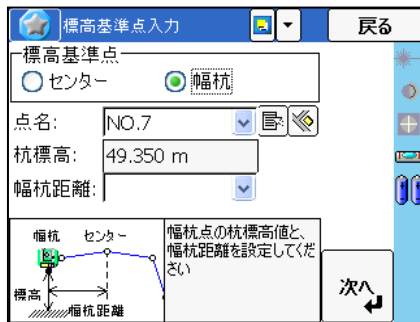 標高基準点入力
戻る
標高基準点
センター 幅杭
点名: NO.7
杭標高: 49.350 m
幅杭距離:
幅杭 センター
標高
幅杭距離
幅杭点の杭標高値と、
幅杭距離を設定してくだ
さい
次へ